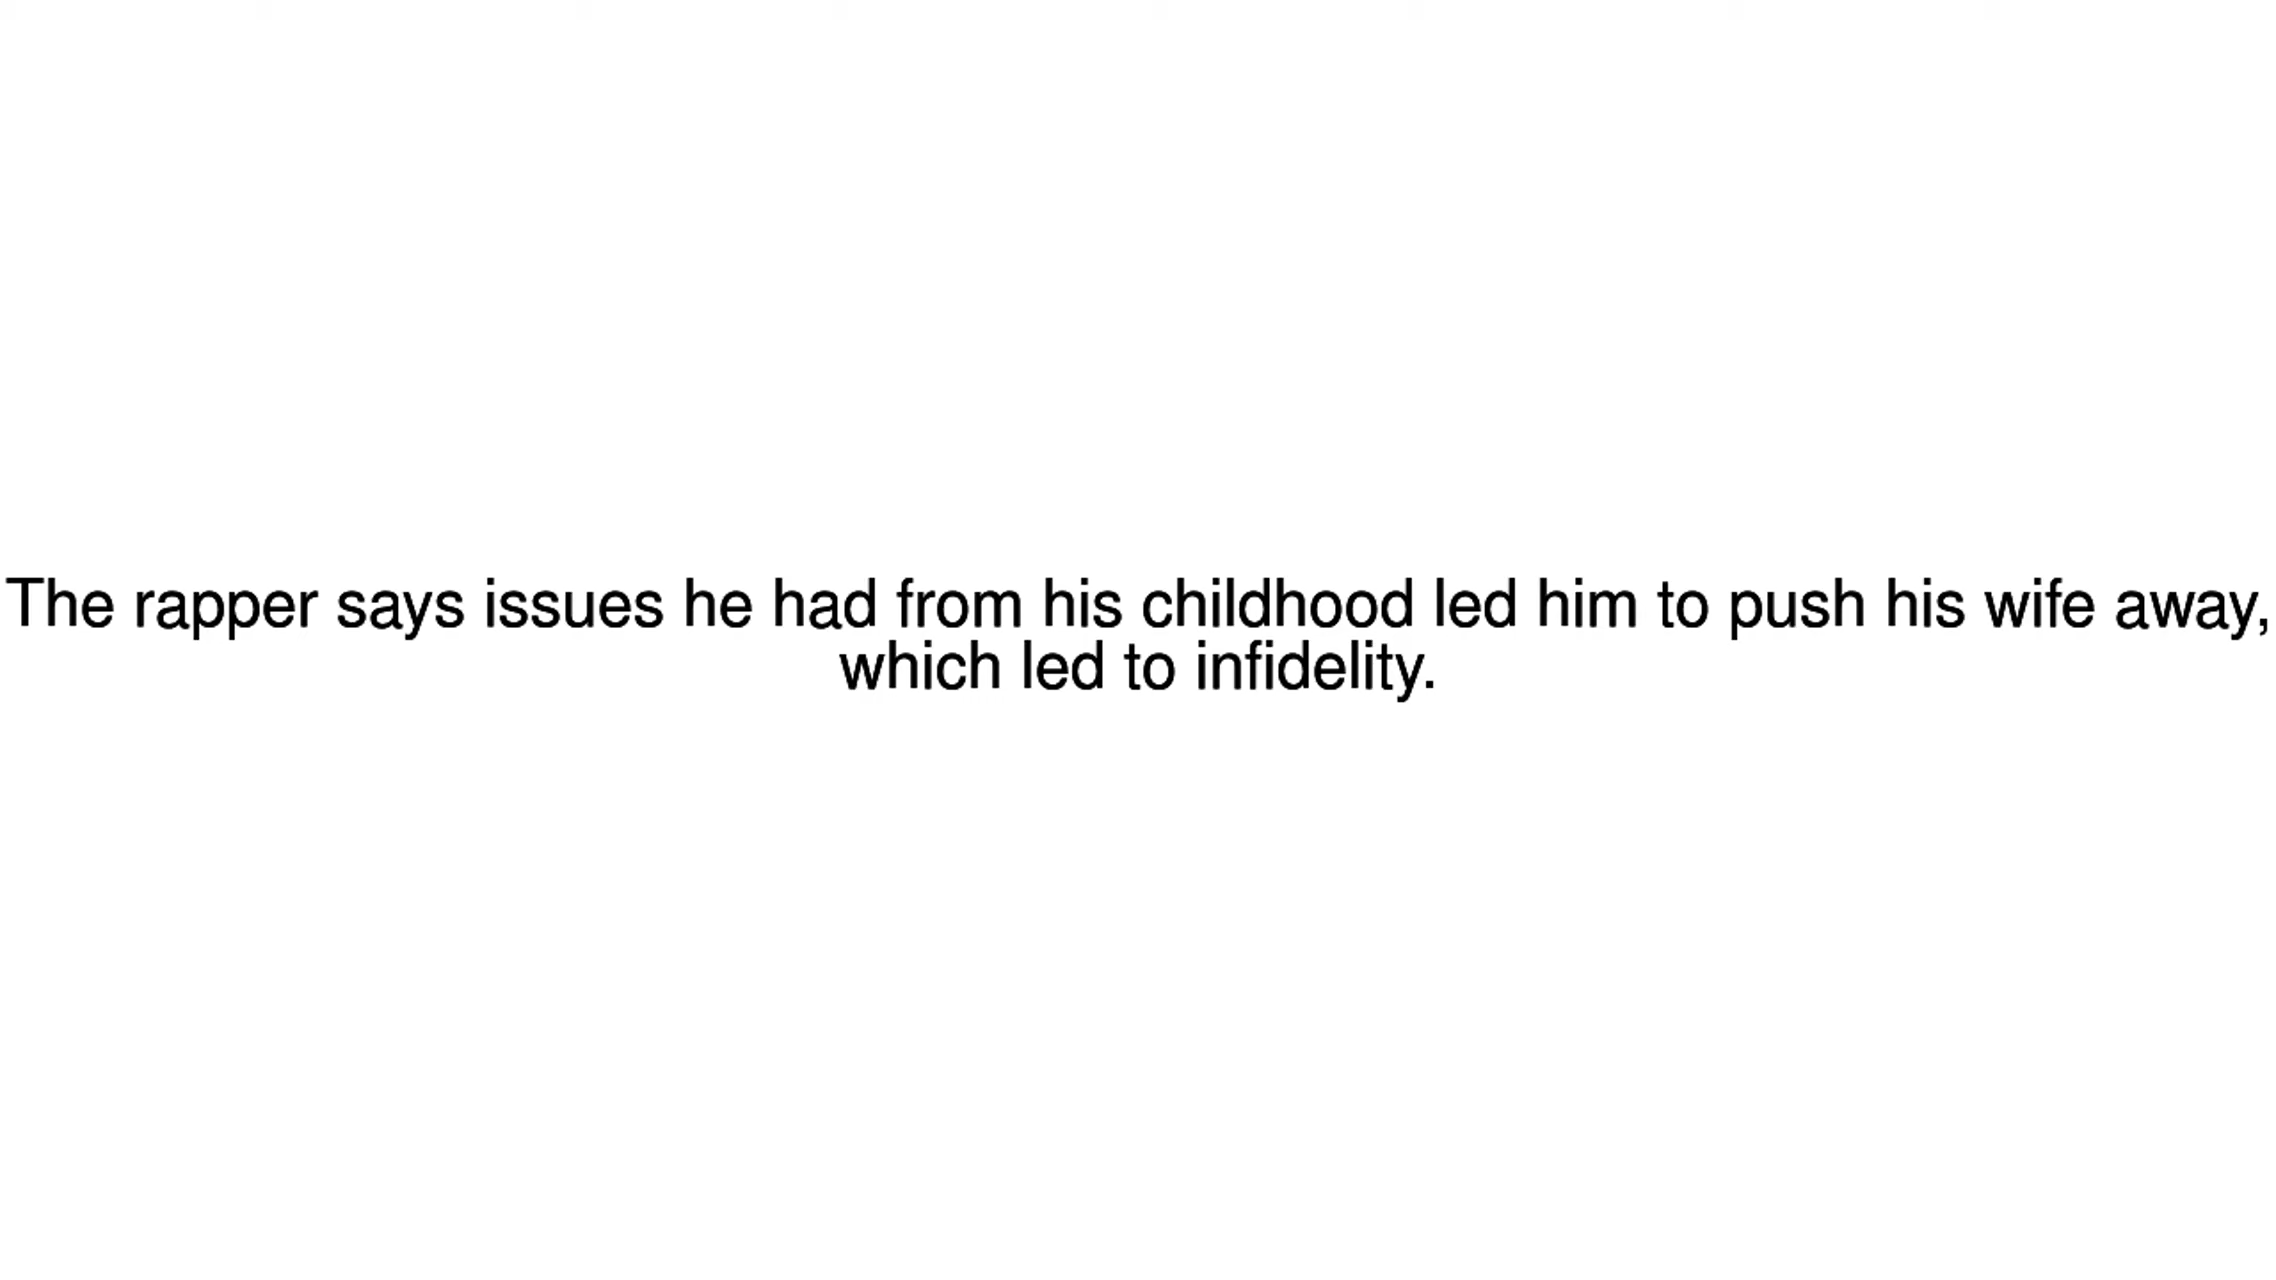 The rapper says issues he had from his childhood led him to push his wife away,
which led to infidelity.